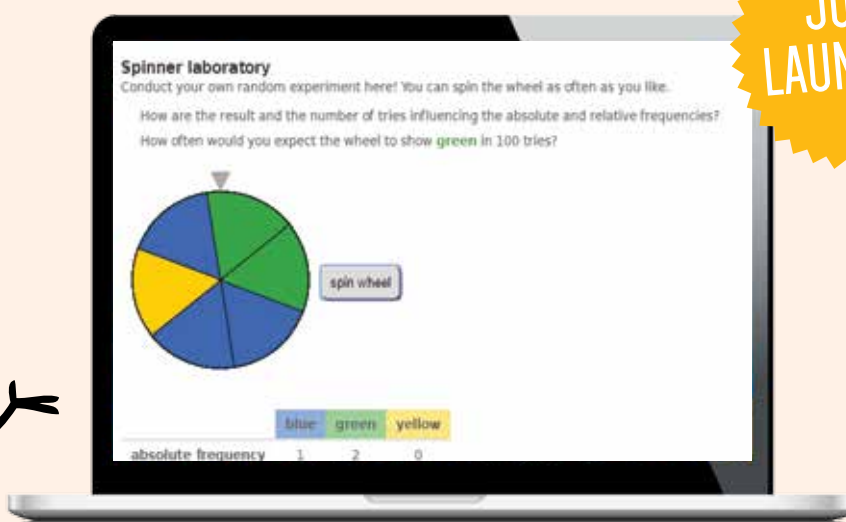 Spinner laboratory
Conduct your own random experiment here! You can spin the wheel as often as you like.
How are the result and the number of tries influencing the absolute and relative frequencies?
How often would you expect the wheel to show green in 100 tries?
spin wheel
blue green yellow
absolute frequency 1 2 0